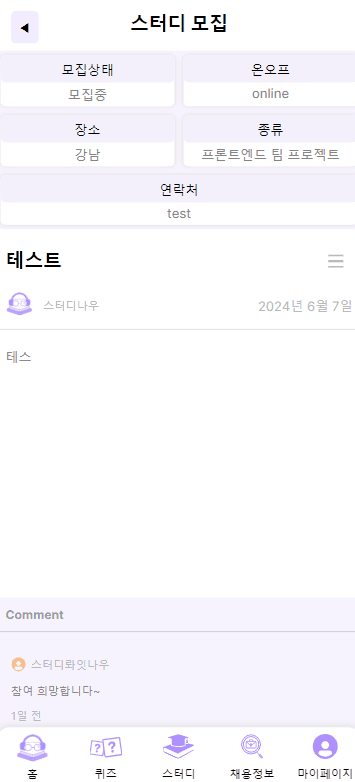 스터디 모집
모집상태
온오프
모집중
online
장소
종류
강남
프론트엔드 팀 프로젝트
연락처
test
테스트
스터디나우
2024년 6월 7일
테스
Comment
스터디롸잇나우
참여 희망합니다~
1일 전
홈
퀴즈
스터디
채용정보
마이페이지